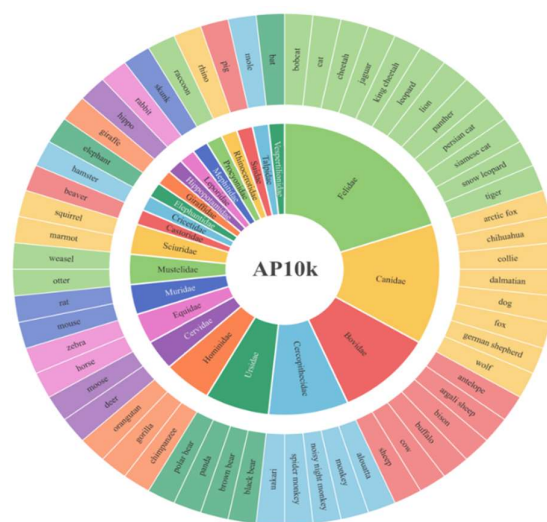 AP10k
Felidae
Canidae
Bovidae
Cercopithecidae
Ursidae
Hominidae
Cervidae
Equidae
Muridae
Mustelidae
Sciuridae
Castoridae
Cricetidae
Elephantidae
Giraffidae
Hippopotamidae
Leporidae
Mephitidae
Procyonidae
Rhinocerotidae
Suidae
Talpidae
Vespertilionidae
bobcat
cat
cheetah
jaguar
king cheetah
leopard
lion
panther
persian cat
siamese cat
snow leopard
tiger
arctic fox
chihuahua
collie
dalmatian
dog
fox
german shepherd
wolf
antelope
argali sheep
bison
buffalo
cow
sheep
alouatta
monkey
noisy night monkey
spider monkey
uakari
black bear
brown bear
panda
polar bear
chimpanzee
gorilla
orangutan
deer
moose
horse
zebra
mouse
rat
otter
weasel
marmot
squirrel
beaver
hamster
elephant
giraffe
hippo
rabbit
skunk
raccoon
rhino
pig
mole
bat